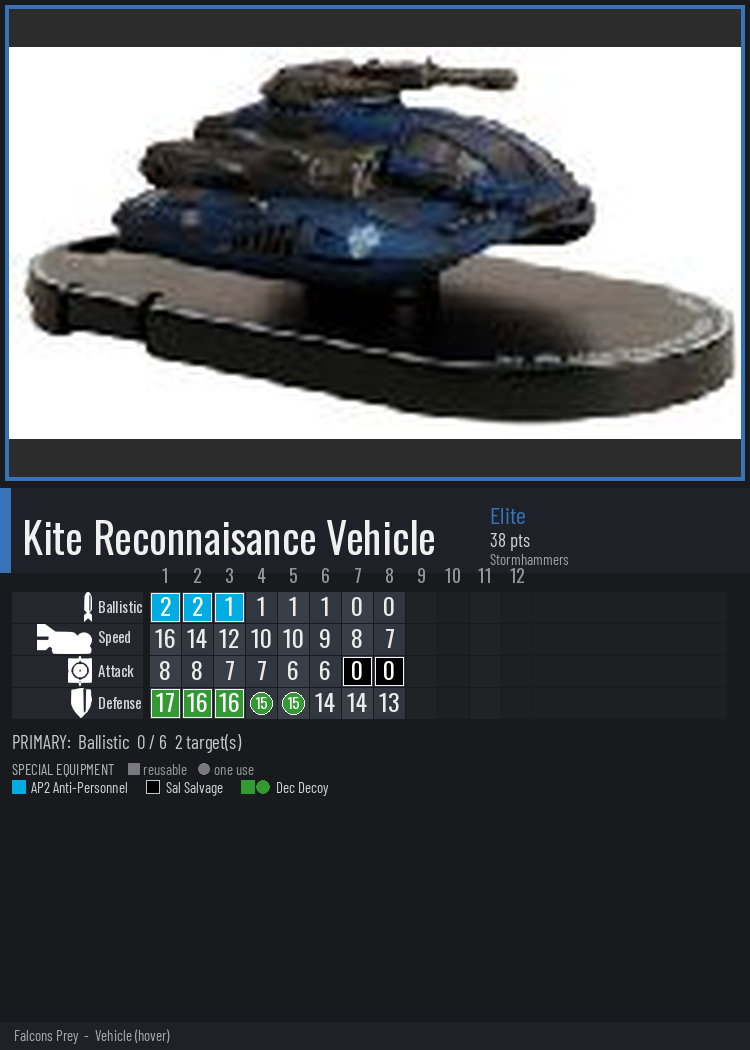 Kite Reconnaisance Vehicle
Elite
38 pts
Stormhammers
1 2 3 4 5 6 7 8 9 10 11 12
Ballistic 2 2 1 1 1 1 0 0
Speed 16 14 12 10 10 9 8 7
Attack 8 8 7 7 6 6 0 0
Defense 17 16 16 15 15 14 14 13
PRIMARY: Ballistic 0 / 6 2 target(s)
SPECIAL EQUIPMENT reusable one use
AP2 Anti-Personnel Sal Salvage Dec Decoy
Falcons Prey - Vehicle (hover)